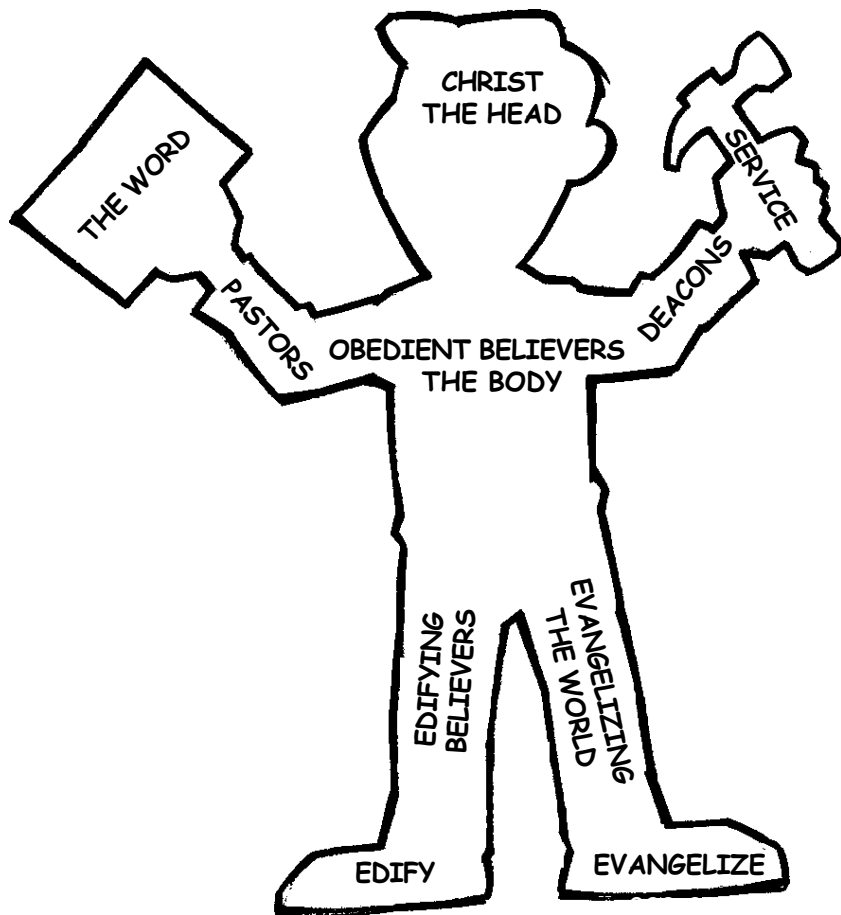 CHRIST
THE HEAD
THE WORD
SERVICE
PASTORS
DEACONS
OBEDIENT BELIEVERS
THE BODY
EDIFYING
BELIEVERS
EVANGELIZING
THE WORLD
EDIFY
EVANGELIZE